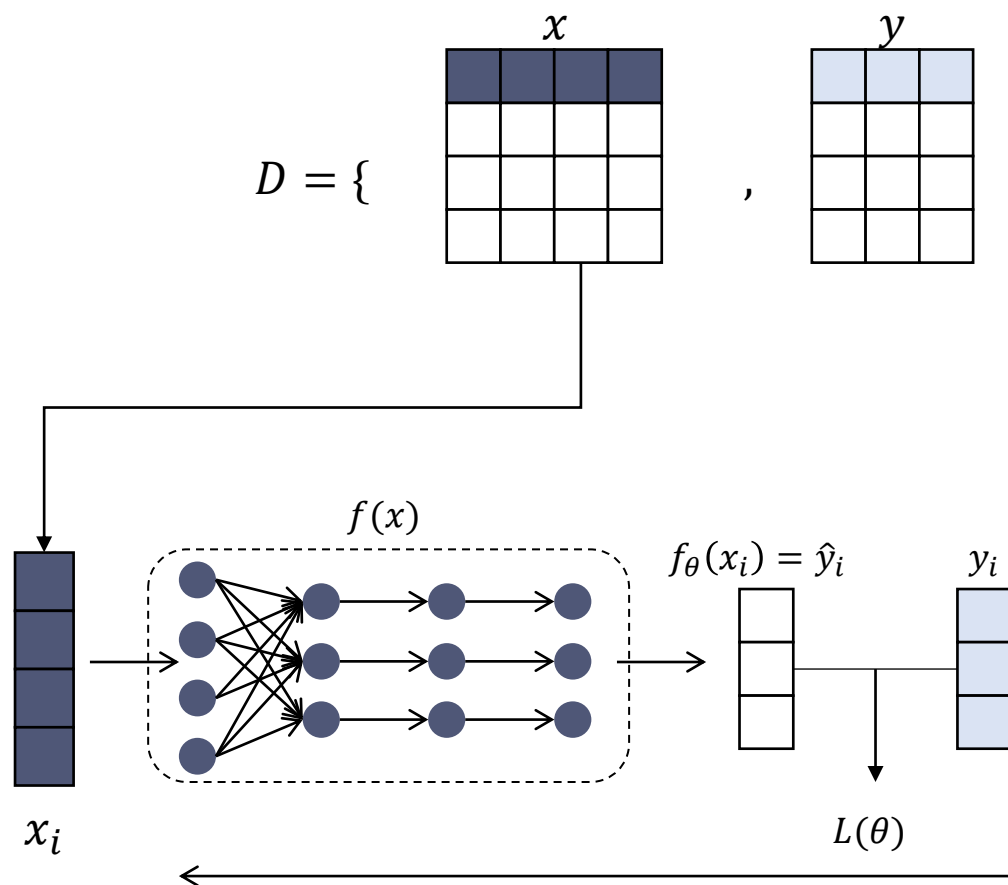 x y
D = { ,
f(x)
f_θ(x_i) = ŷ_i y_i
x_i
L(θ)